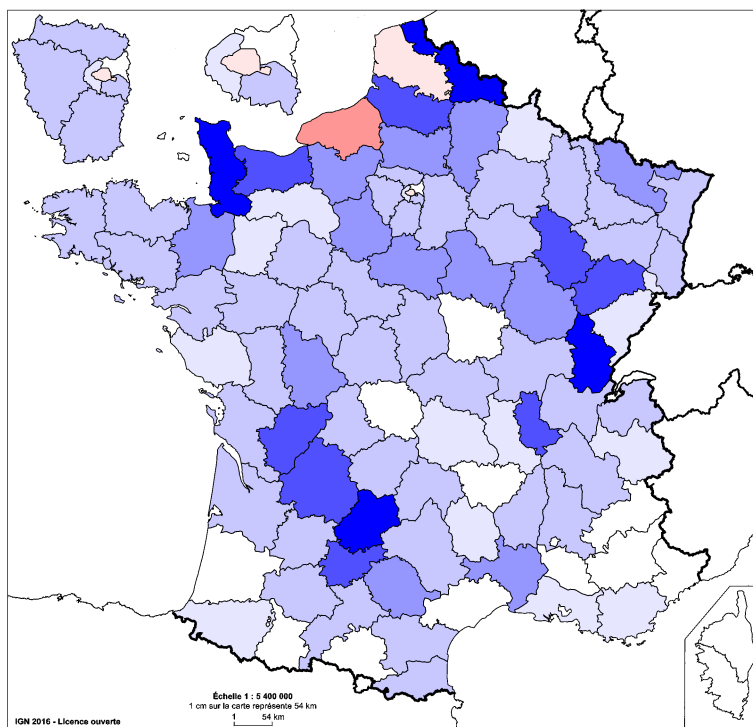 Échelle 1 : 5 400 000
1 cm sur la carte représente 54 km
1 54 km
IGN 2016 - Licence ouverte